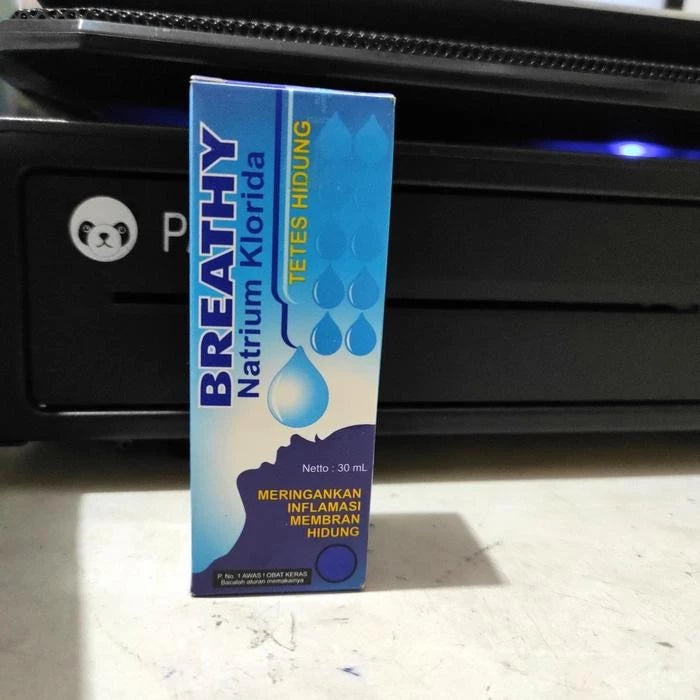 BREATHY
Natrium Klorida
TETES HIDUNG
Netto : 30 mL
MERINGANKAN
INFLAMASI
MEMBRAN
HIDUNG
P. No. 1 AWAS ! OBAT KERAS
Bacalah aturan memakainya